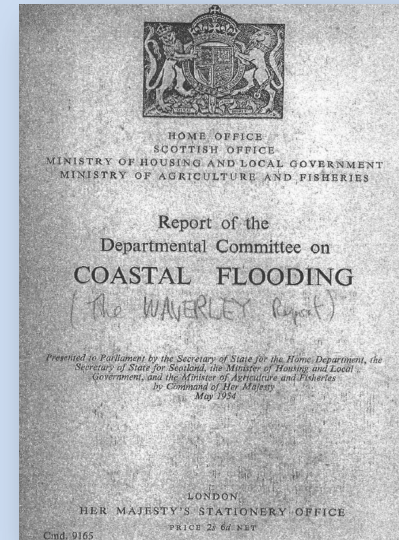 HOME OFFICE
SCOTTISH OFFICE
MINISTRY OF HOUSING AND LOCAL GOVERNMENT
MINISTRY OF AGRICULTURE AND FISHERIES
Report of the
Departmental Committee on
COASTAL FLOODING
(The WAVERLEY Report)
Presented to Parliament by the Secretary of State for the Home Department, the
Secretary of State for Scotland, the Minister of Housing and Local
Government, and the Minister of Agriculture and Fisheries
by Command of Her Majesty
May 1954
LONDON
HER MAJESTY'S STATIONERY OFFICE
PRICE 2s 6d NET
Cmd. 9165